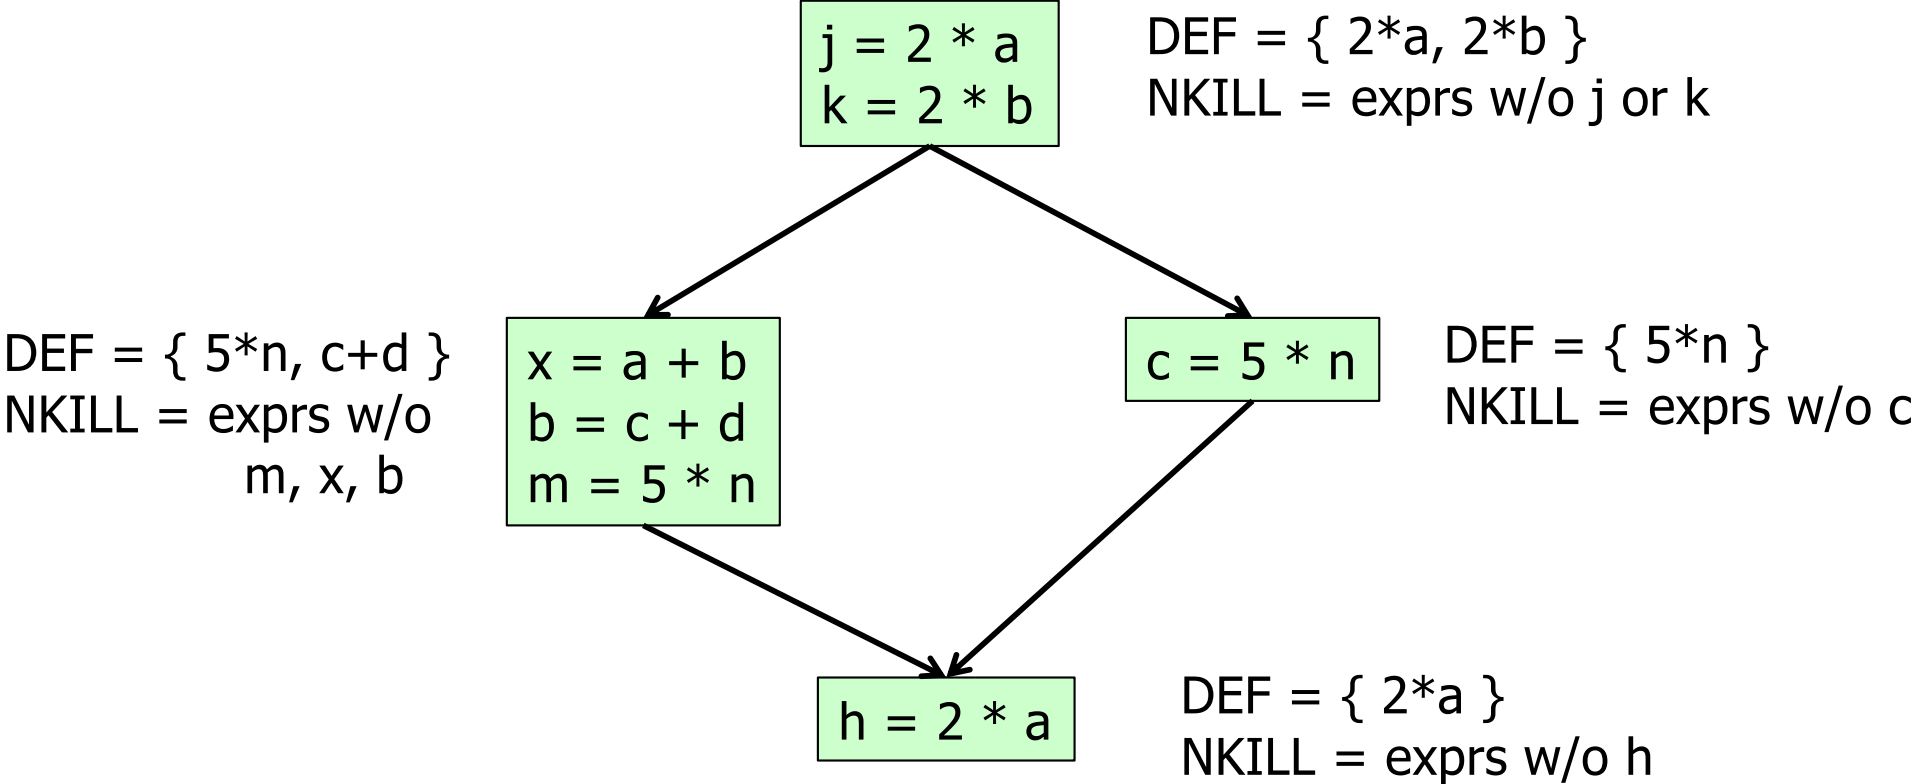 j = 2 * a
k = 2 * b
DEF = { 2*a, 2*b }
NKILL = exprs w/o j or k
DEF = { 5*n, c+d }
NKILL = exprs w/o
m, x, b
x = a + b
b = c + d
m = 5 * n
c = 5 * n
DEF = { 5*n }
NKILL = exprs w/o c
h = 2 * a
DEF = { 2*a }
NKILL = exprs w/o h